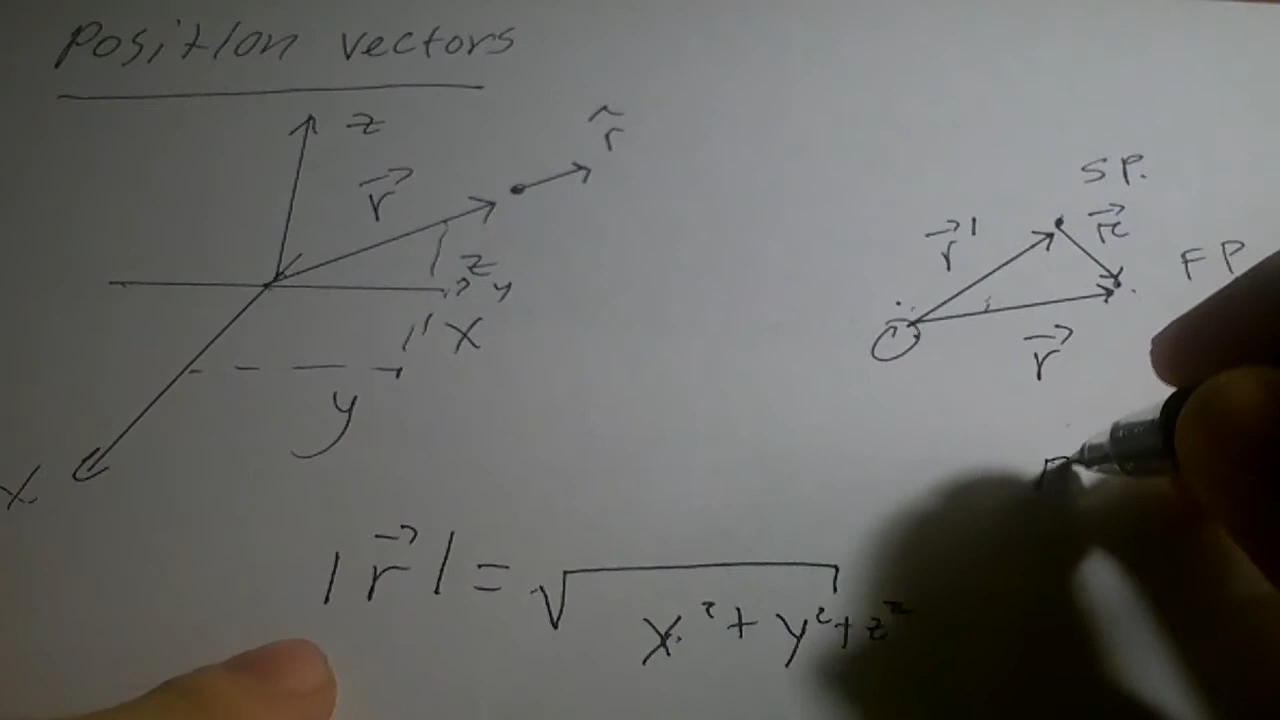 Position vectors
z
r̂
r⃗
z
y
x
y
x
|r⃗| = √x² + y² + z²
S P.
r⃗'
r⃗
F P
O
r⃗